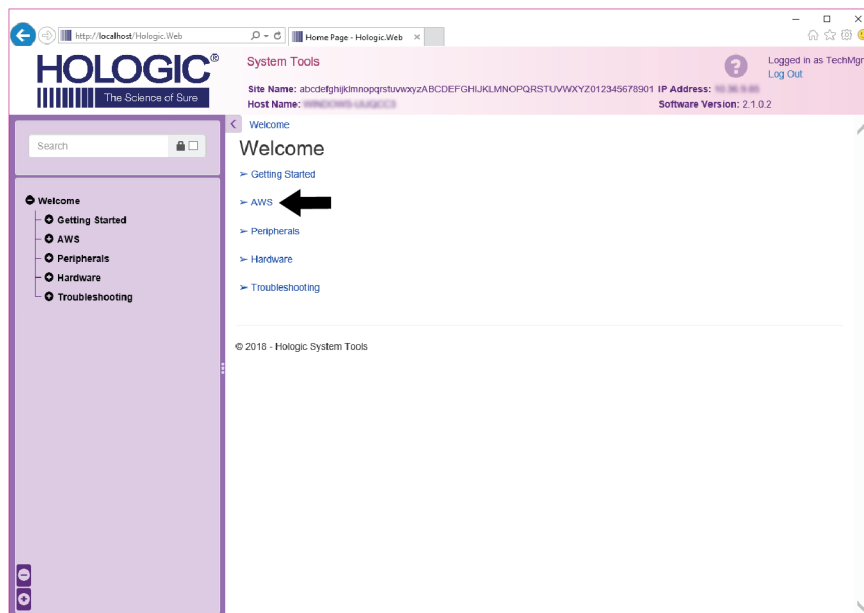 http://localhost/Hologic.Web
Home Page - Hologic.Web
HOLOGIC®
The Science of Sure
System Tools
Logged in as TechMgr
Log Out
Site Name: abcdefghijklmnopqrstuvwxyzABCDEFGHIJKLMNOPQRSTUVWXYZ012345678901 IP Address:
Host Name:
Software Version: 2.1.0.2
Search
Welcome
Getting Started
AWS
Peripherals
Hardware
Troubleshooting
Welcome
Welcome
➢ Getting Started
➢ AWS
➢ Peripherals
➢ Hardware
➢ Troubleshooting
© 2018 - Hologic System Tools